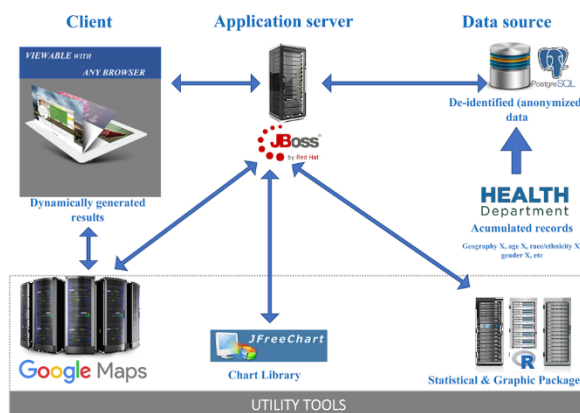 Client
Application server
Data source
VIEWABLE WITH
ANY BROWSER
PostgreSQL
De-identified (anonymized)
data
JBoss®
by Red Hat
Dynamically generated
results
HEALTH
Department
Acumulated records
Geography X, age X, race/ethnicity X
gender X, etc
JFreeChart
Google Maps
Chart Library
R
Statistical & Graphic Package
UTILITY TOOLS